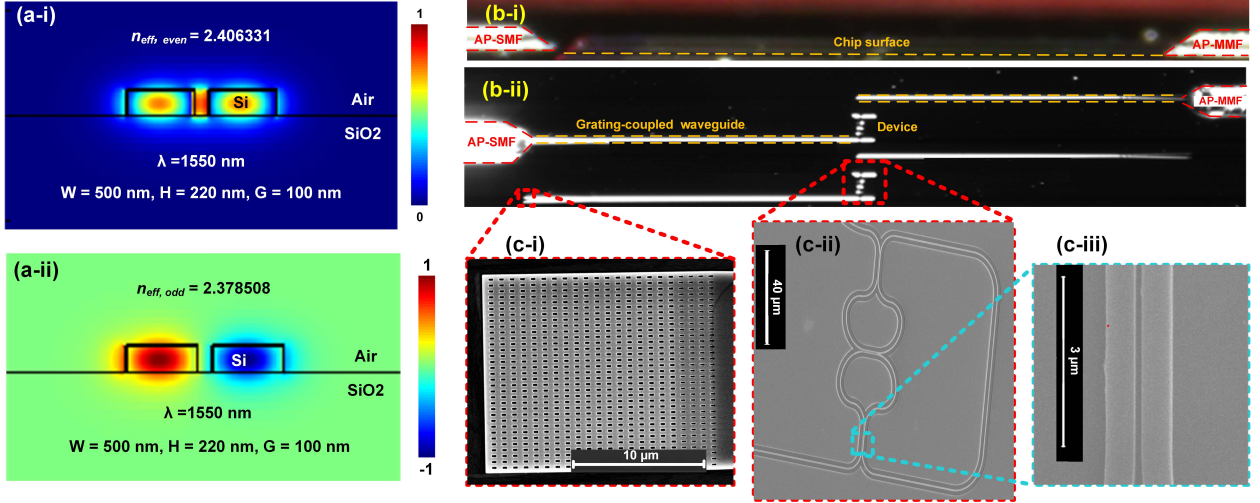 (a-i)
n_eff, even = 2.406331
Si
Air
SiO2
λ =1550 nm
W = 500 nm, H = 220 nm, G = 100 nm
1
0
(a-ii)
n_eff, odd = 2.378508
Si
Air
SiO2
λ =1550 nm
W = 500 nm, H = 220 nm, G = 100 nm
1
-1
(b-i)
AP-SMF
Chip surface
AP-MMF
(b-ii)
AP-SMF
Grating-coupled waveguide
Device
AP-MMF
(c-i)
10 μm
(c-ii)
40 μm
(c-iii)
3 μm